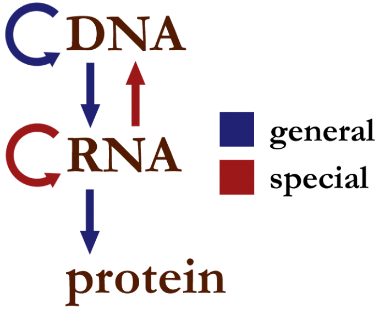 DNA
RNA
general
special
protein